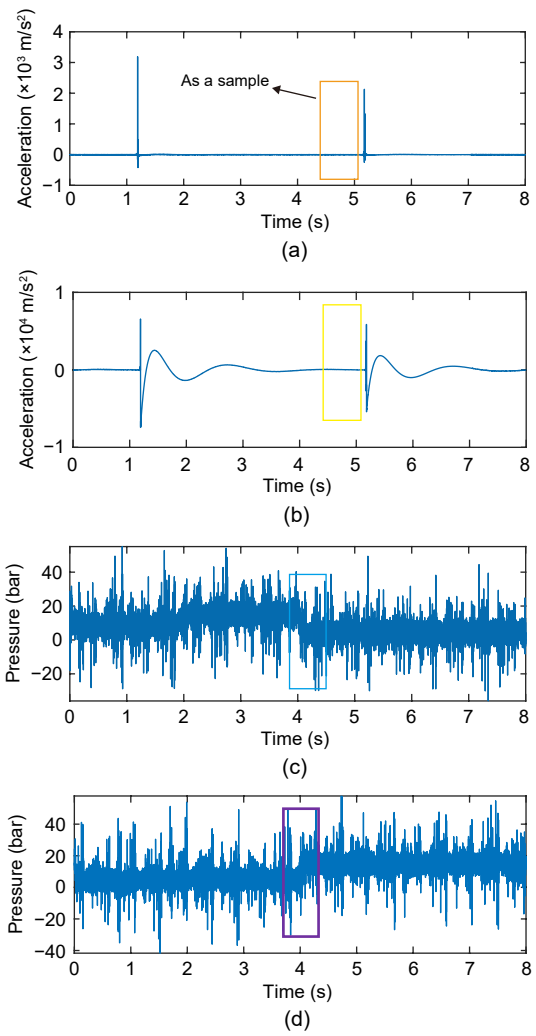 Acceleration (×10³ m/s²)
4
3
2
1
0
−1
As a sample
0 1 2 3 4 5 6 7 8
Time (s)
(a)
Acceleration (×10⁴ m/s²)
1
0
−1
0 1 2 3 4 5 6 7 8
Time (s)
(b)
Pressure (bar)
40
20
0
−20
0 1 2 3 4 5 6 7 8
Time (s)
(c)
Pressure (bar)
40
20
0
−20
40
0 1 2 3 4 5 6 7 8
Time (s)
(d)